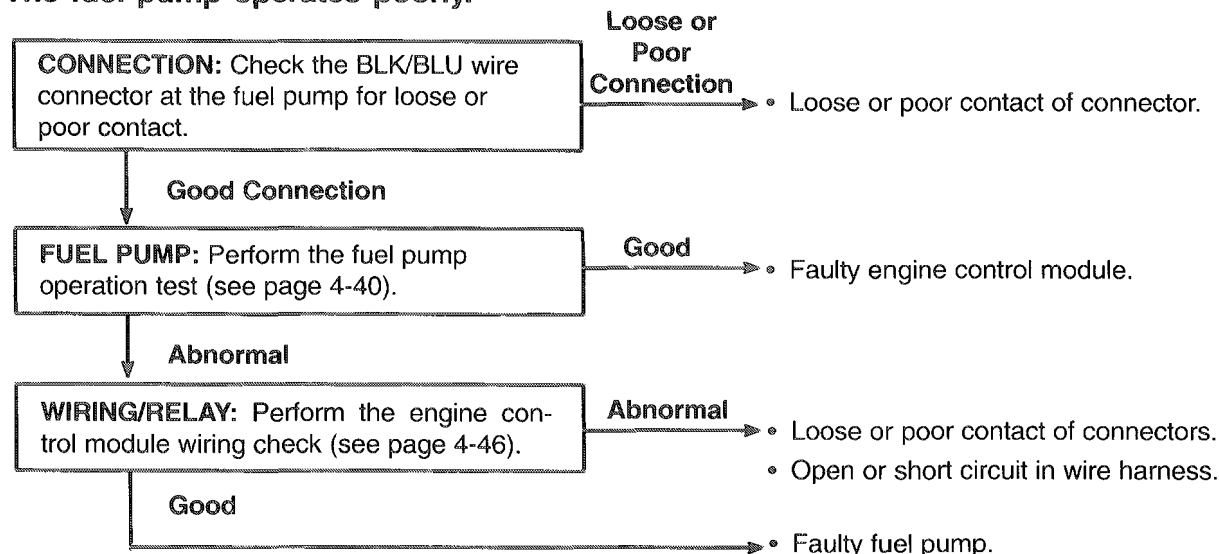 The fuel pump operates poorly.
Loose or
Poor
Connection
CONNECTION: Check the BLK/BLU wire
connector at the fuel pump for loose or
poor contact.
• Loose or poor contact of connector.
Good Connection
FUEL PUMP: Perform the fuel pump
operation test (see page 4-40).
Good
• Faulty engine control module.
Abnormal
WIRING/RELAY: Perform the engine con-
trol module wiring check (see page 4-46).
Abnormal
• Loose or poor contact of connectors.
• Open or short circuit in wire harness.
Good
• Faulty fuel pump.